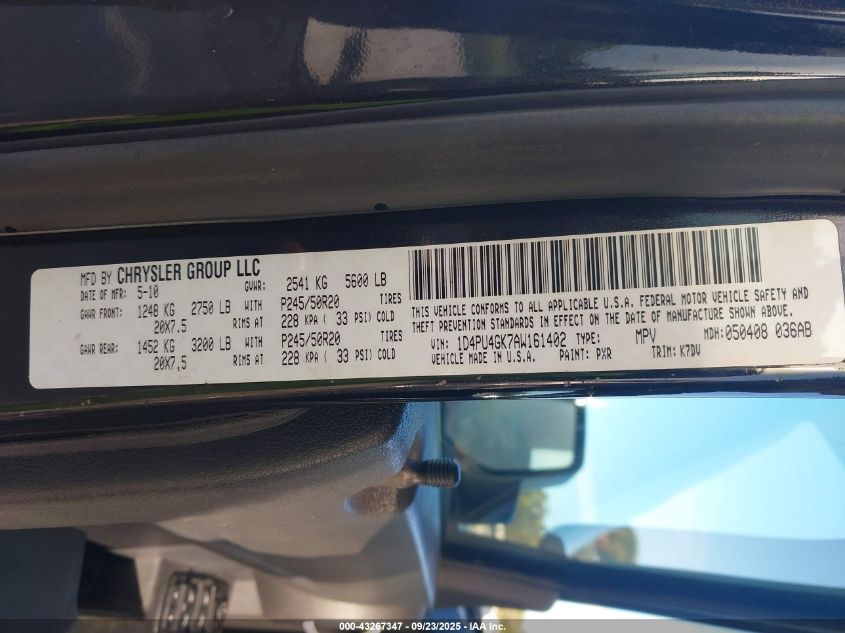 MFD BY CHRYSLER GROUP LLC
DATE OF MFR: 5-10 GVWR: 2541 KG 5600 LB
GAWR FRONT: 1248 KG 2750 LB WITH P245/50R20 TIRES
20X7.5 RIMS AT 228 KPA ( 33 PSI) COLD
GAWR REAR: 1452 KG 3200 LB WITH P245/50R20 TIRES
20X7.5 RIMS AT 228 KPA ( 33 PSI) COLD
THIS VEHICLE CONFORMS TO ALL APPLICABLE U.S.A. FEDERAL MOTOR VEHICLE SAFETY AND
THEFT PREVENTION STANDARDS IN EFFECT ON THE DATE OF MANUFACTURE SHOWN ABOVE.
VIN: 1D4PU4GK7AW161402 TYPE: MPV MDH: 050408 036AB
VEHICLE MADE IN U.S.A. PAINT: PXR TRIM: K7DV
000-43267347 - 09/23/2025 - IAA Inc.